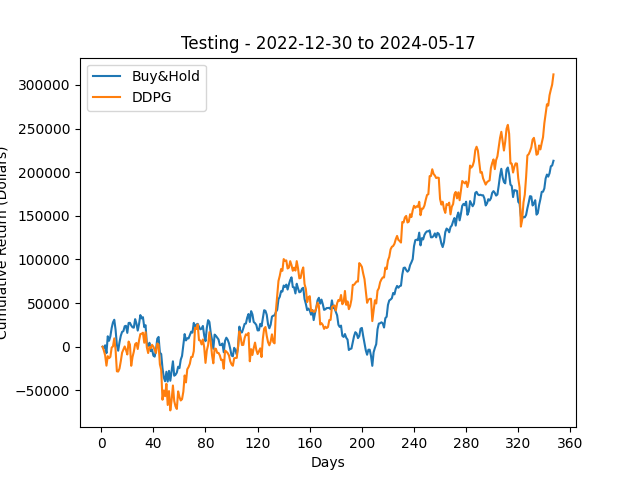 Testing - 2022-12-30 to 2024-05-17
Buy&Hold
DDPG
Cumulative Return (Dollars)
300000
250000
200000
150000
100000
50000
0
−50000
0 40 80 120 160 200 240 280 320 360
Days